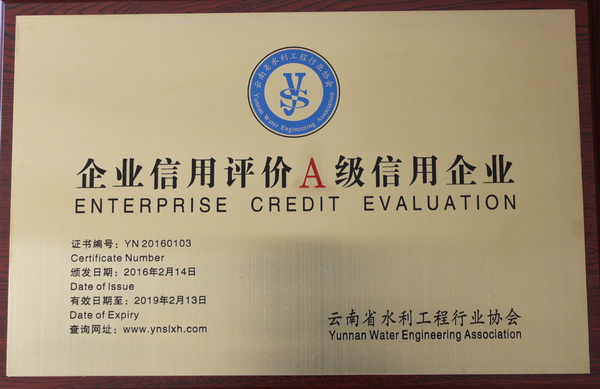 云南省水利工程行业协会
Yunnan Water Engineering Association
企业信用评价A级信用企业
ENTERPRISE CREDIT EVALUATION
证书编号：YN 20160103
Certificate Number
颁发日期：2016年2月14日
Date of Issue
有效日期至：2019年2月13日
Date of Expiry
查询网址：www.ynslxh.com
云南省水利工程行业协会
Yunnan Water Engineering Association